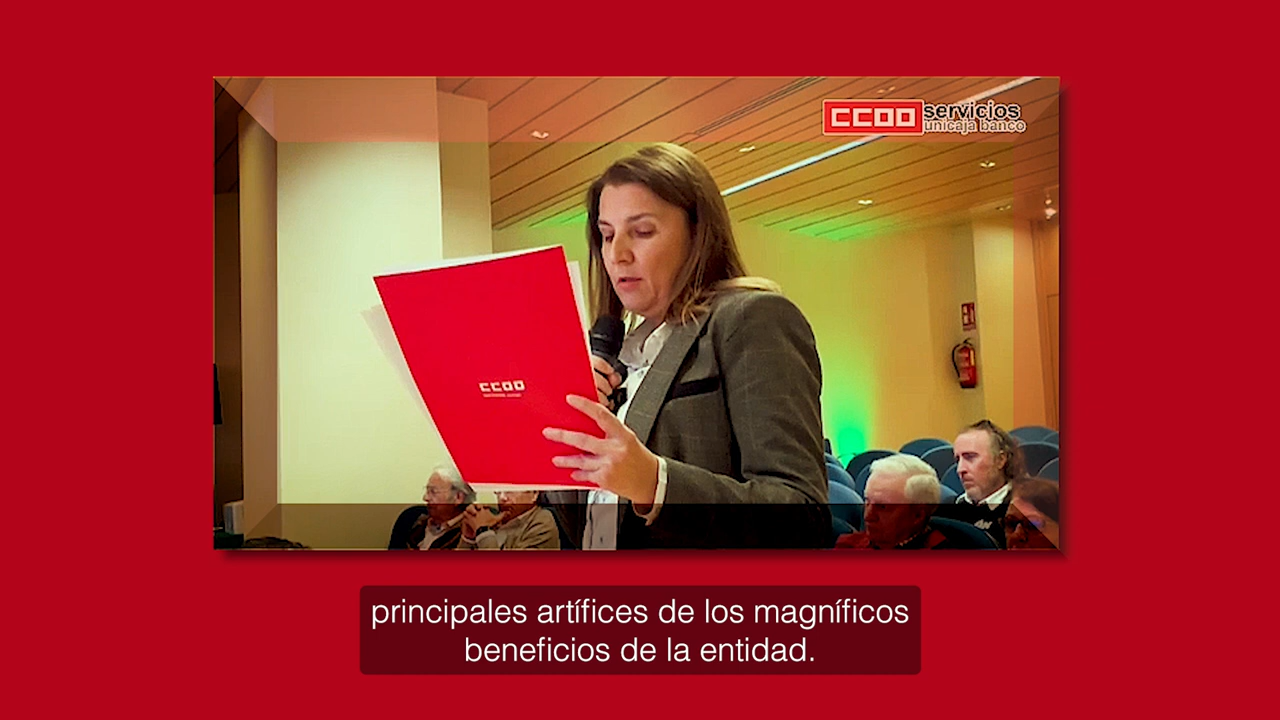 CCOO servicios
unicaja banco
CCOO
principales artífices de los magníficos
beneficios de la entidad.